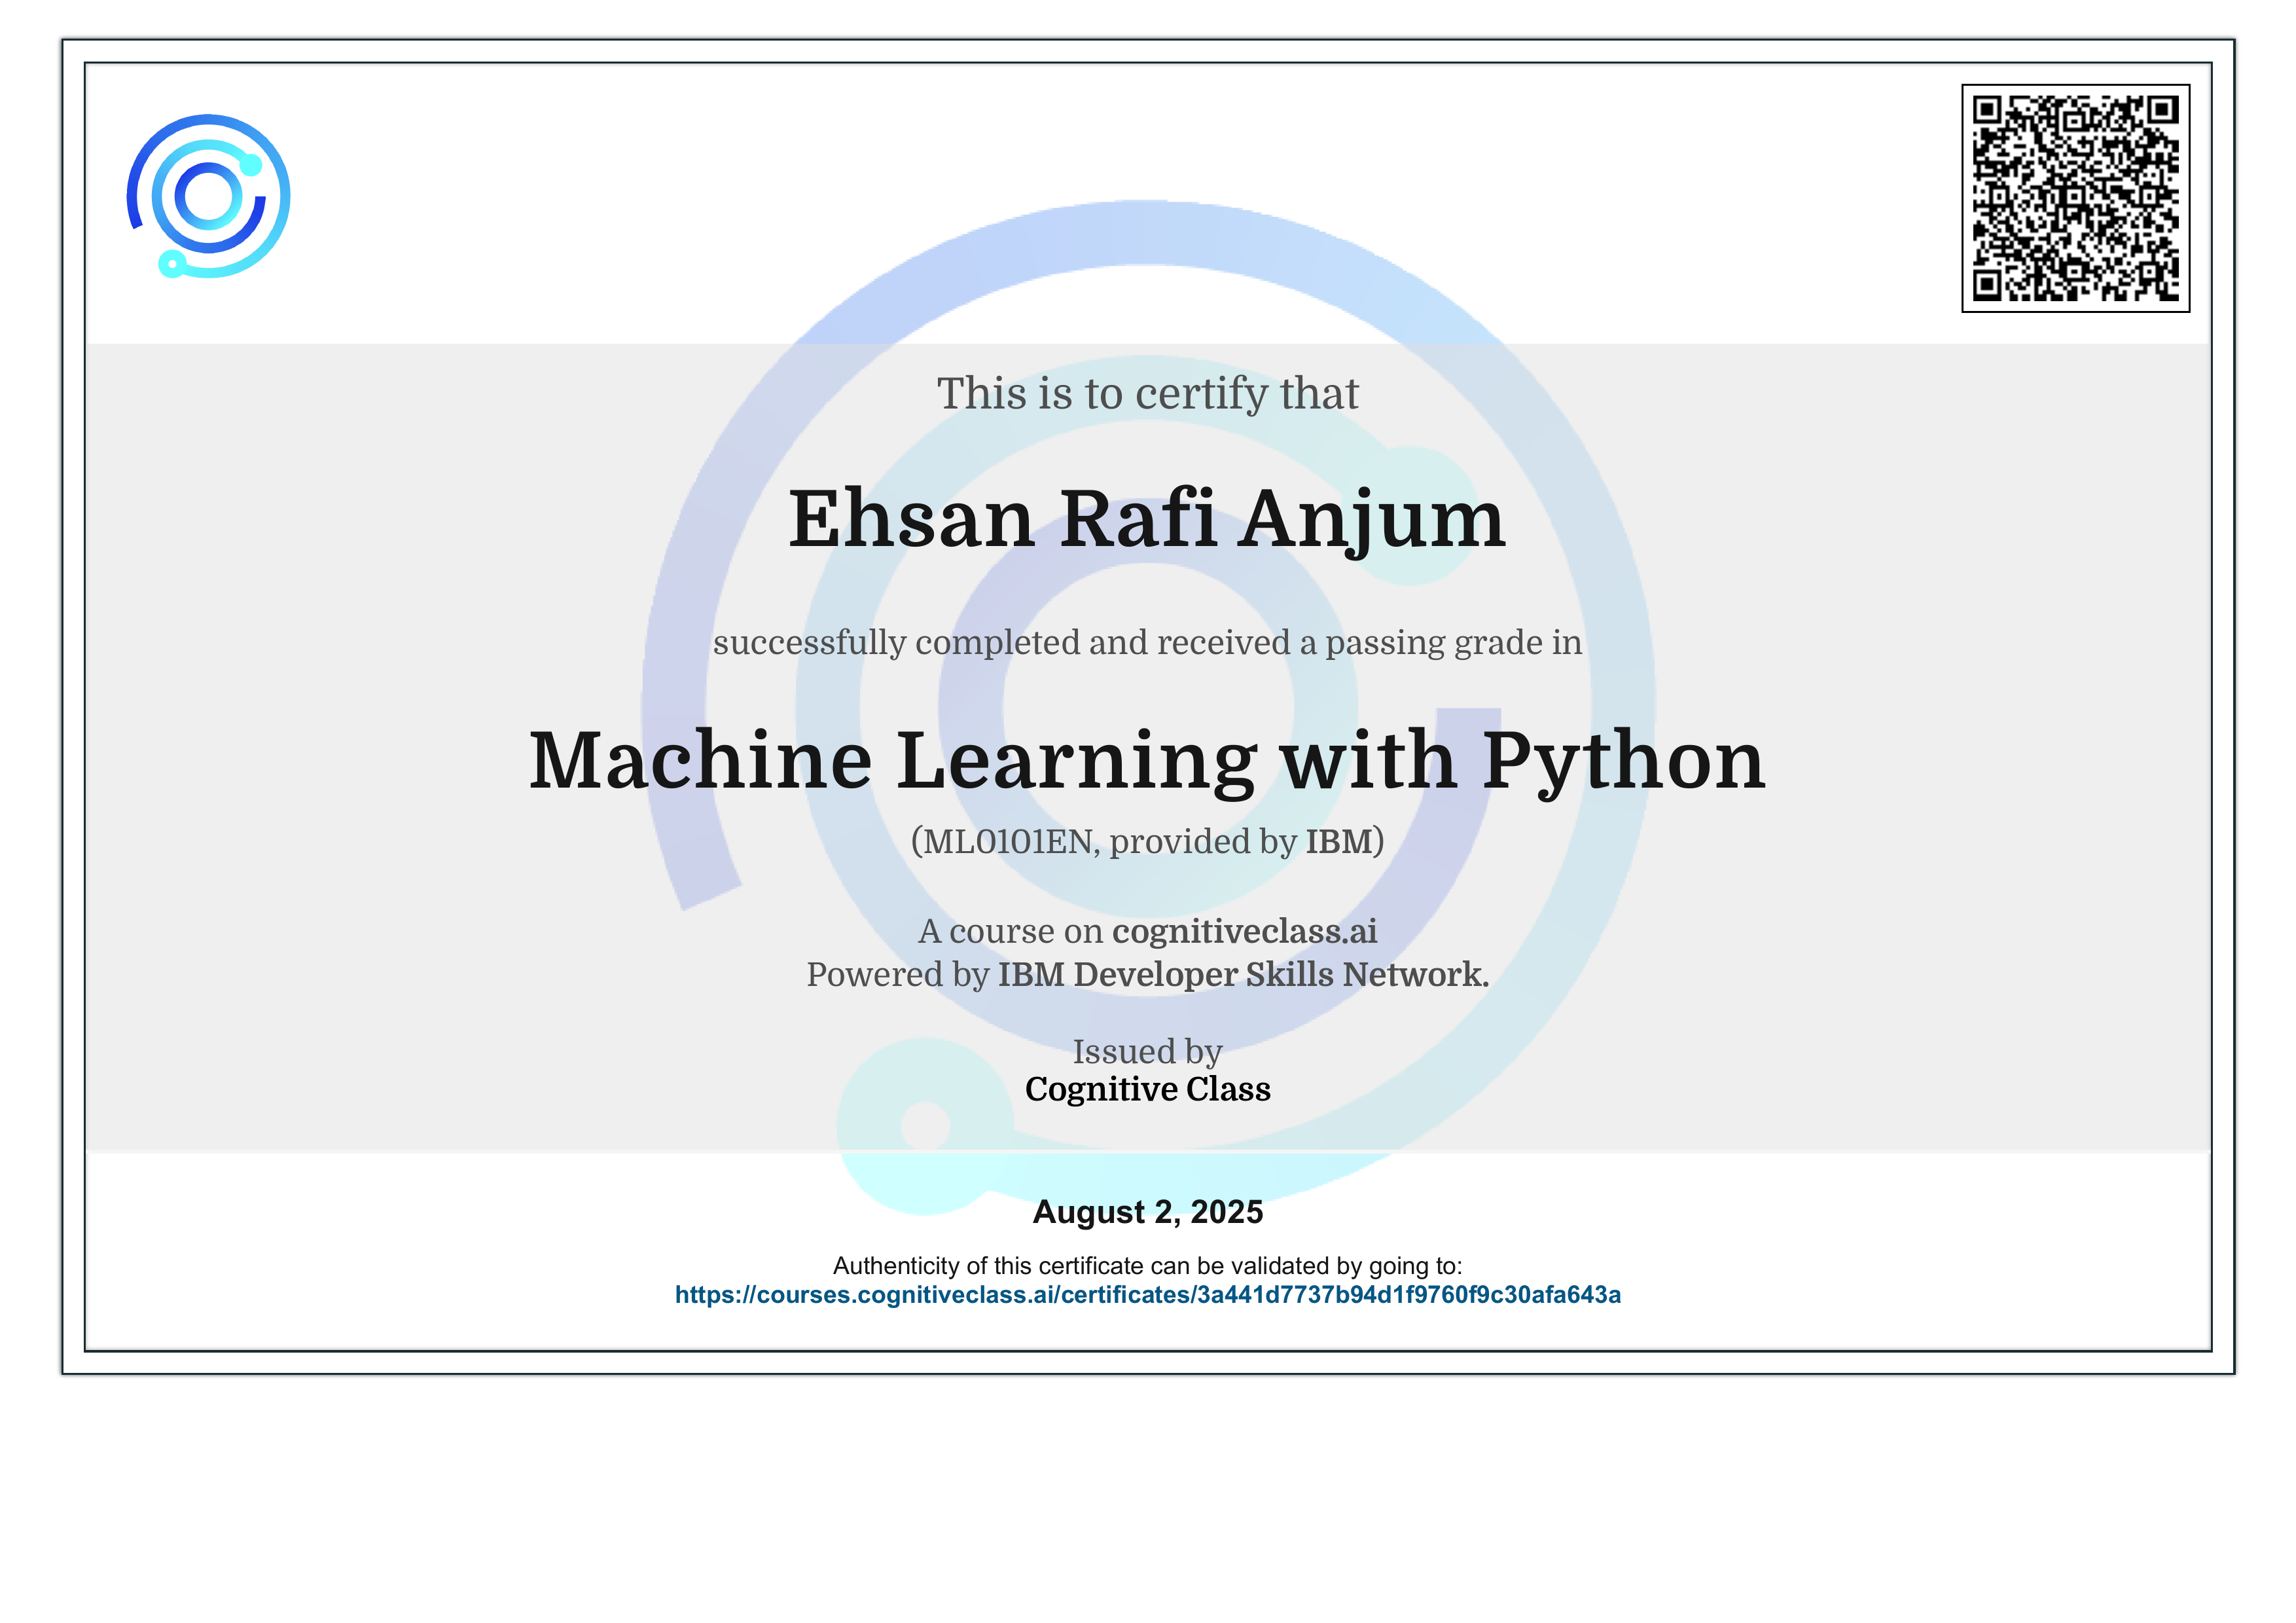 This is to certify that
Ehsan Rafi Anjum
successfully completed and received a passing grade in
Machine Learning with Python
(ML0101EN, provided by IBM)
A course on cognitiveclass.ai
Powered by IBM Developer Skills Network.
Issued by
Cognitive Class
August 2, 2025
Authenticity of this certificate can be validated by going to:
https://courses.cognitiveclass.ai/certificates/3a441d7737b94d1f9760f9c30afa643a